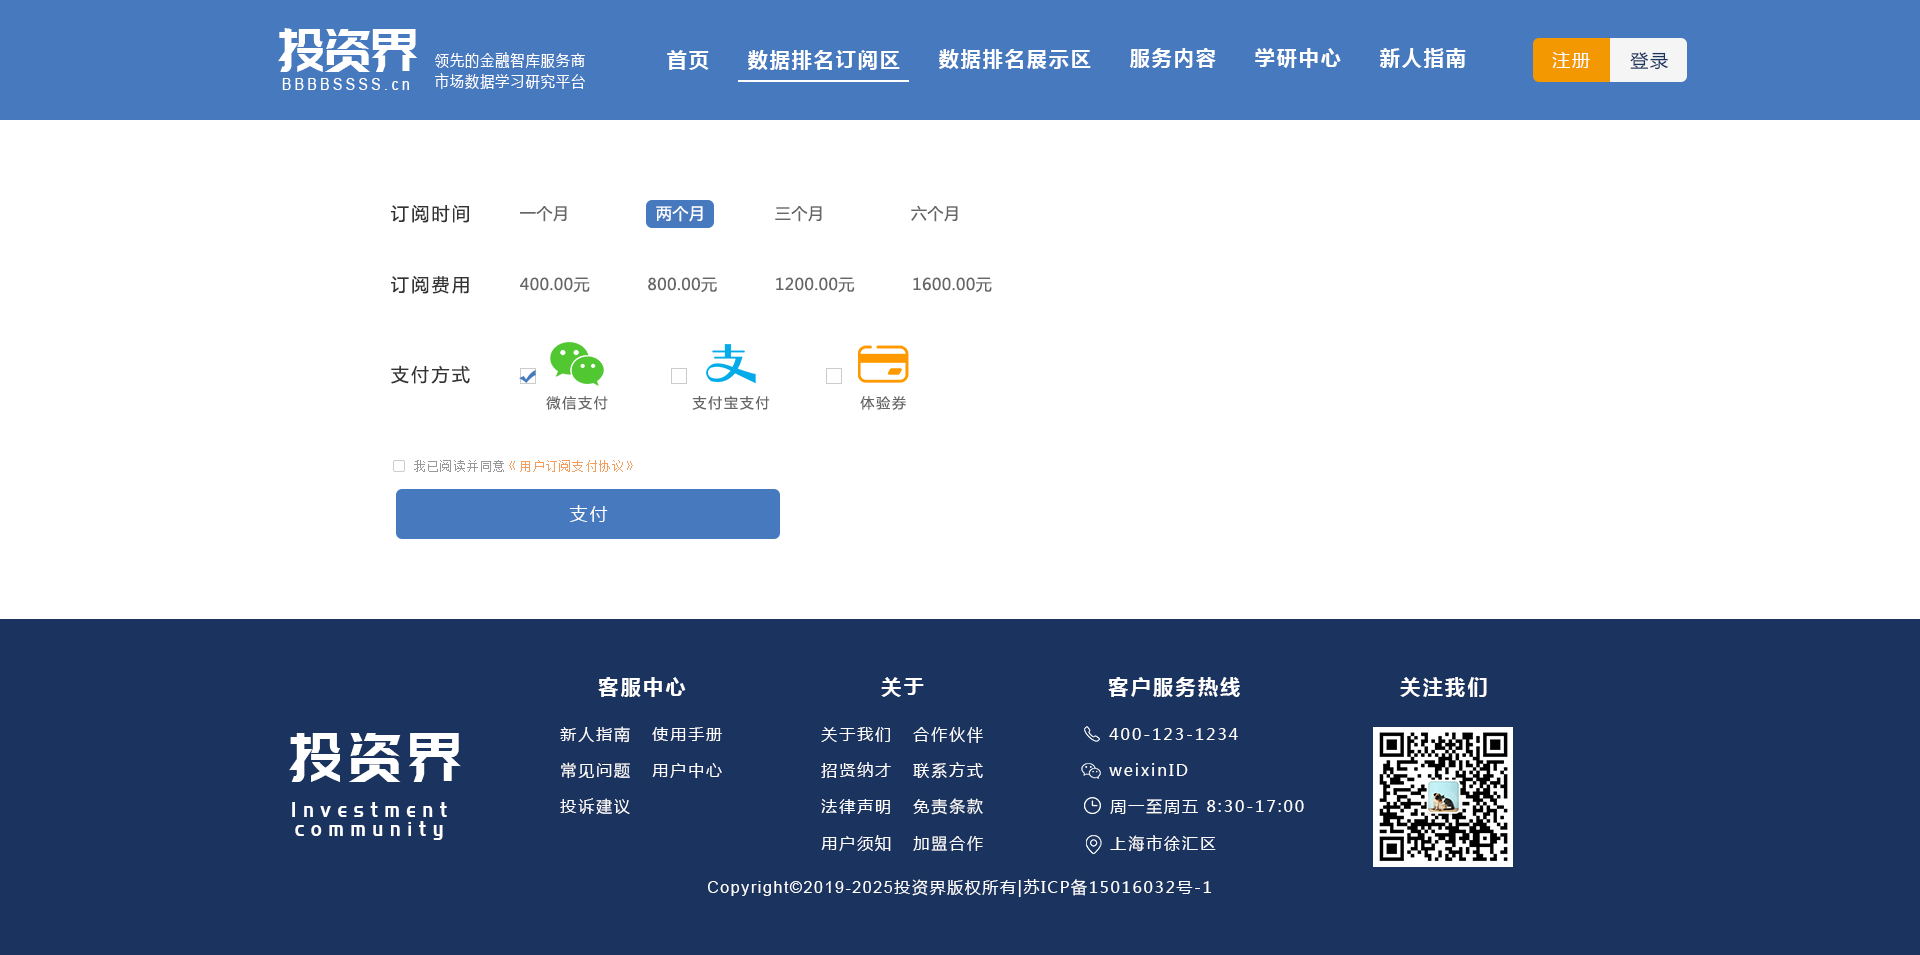 投资界
BBBBSSSS.cn
领先的金融智库服务商
市场数据学习研究平台
首页 数据排名订阅区 数据排名展示区 服务内容 学研中心 新人指南
注册 登录
订阅时间 一个月 两个月 三个月 六个月
订阅费用 400.00元 800.00元 1200.00元 1600.00元
支付方式 支
微信支付 支付宝支付 体验券
我已阅读并同意《用户订阅支付协议》
支付
投资界
Investment
community
客服中心
新人指南 使用手册
常见问题 用户中心
投诉建议
关于
关于我们 合作伙伴
招贤纳才 联系方式
法律声明 免责条款
用户须知 加盟合作
客户服务热线
400-123-1234
weixinID
周一至周五 8:30-17:00
上海市徐汇区
关注我们
Copyright©2019-2025投资界版权所有|苏ICP备15016032号-1